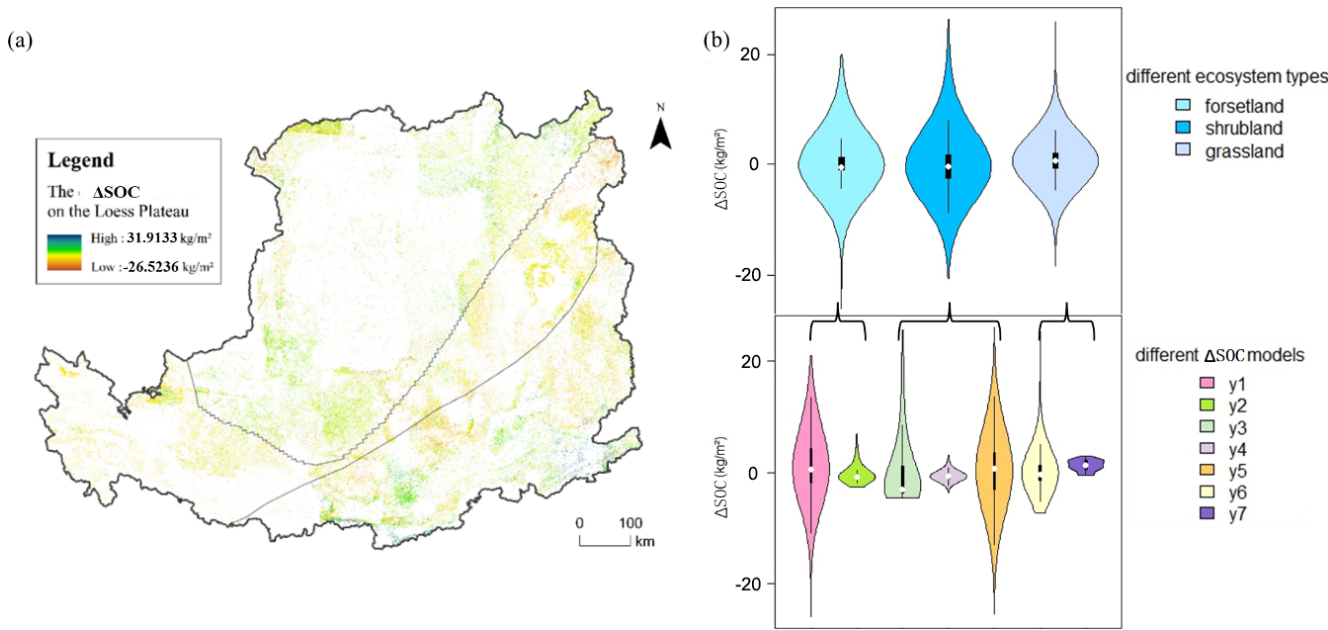 (a)
N
Legend
The ΔSOC
on the Loess Plateau
High : 31.9133 kg/m²
Low : -26.5236 kg/m²
0 100
km
(b)
20
0
-20
ΔSOC (kg/m²)
different ecosystem types
forsetland
shrubland
grassland
20
0
-20
ΔSOC (kg/m²)
different ΔSOC models
y1
y2
y3
y4
y5
y6
y7